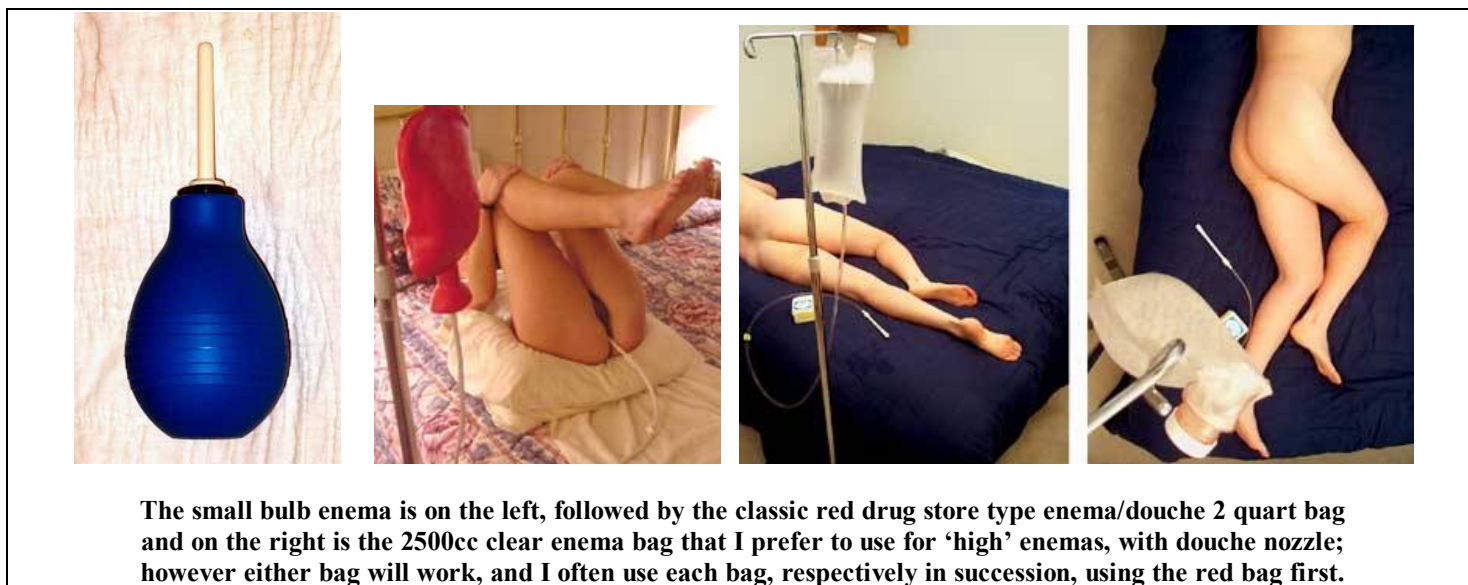 The small bulb enema is on the left, followed by the classic red drug store type enema/douche 2 quart bag
and on the right is the 2500cc clear enema bag that I prefer to use for ‘high’ enemas, with douche nozzle;
however either bag will work, and I often use each bag, respectively in succession, using the red bag first.